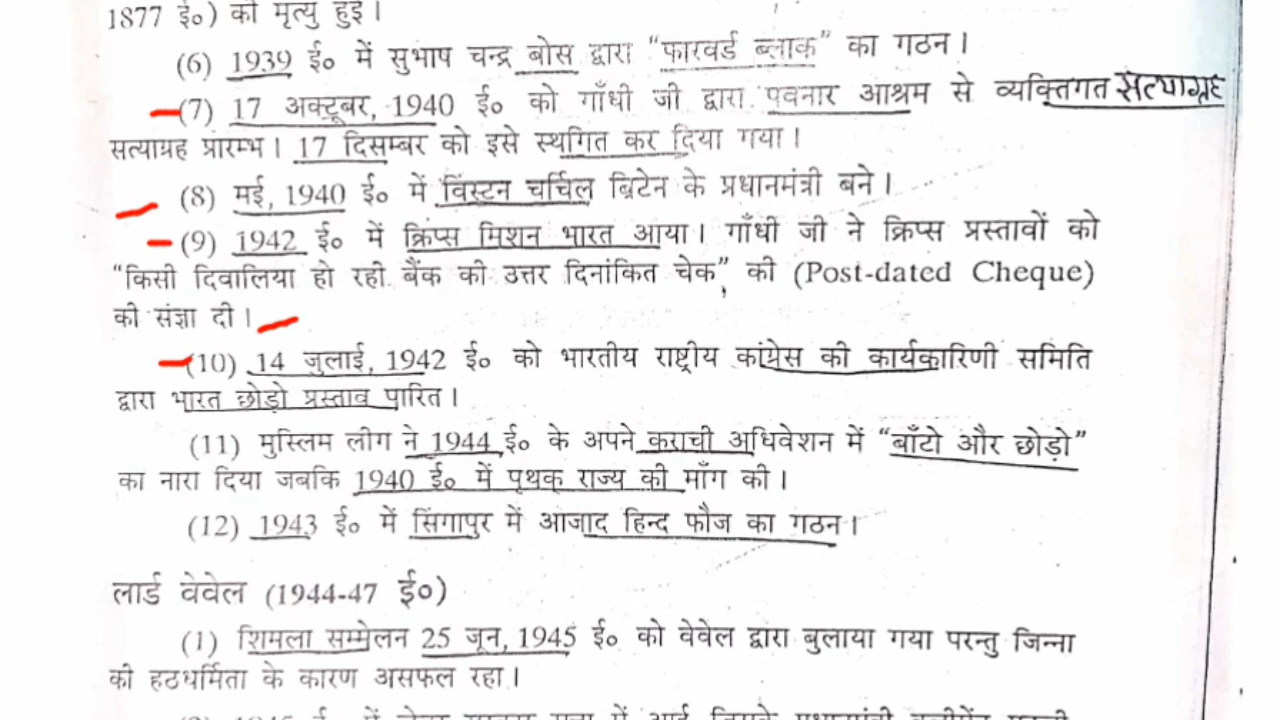 1877 ई०) की मृत्यु हुई।
(6) 1939 ई० में सुभाष चन्द्र बोस द्वारा “फारवर्ड ब्लाक” का गठन।
(7) 17 अक्टूबर, 1940 ई० को गाँधी जी द्वारा पवनार आश्रम से व्यक्तिगत सत्याग्रह
सत्याग्रह प्रारम्भ। 17 दिसम्बर को इसे स्थगित कर दिया गया।
(8) मई, 1940 ई० में विंस्टन चर्चिल ब्रिटेन के प्रधानमंत्री बने।
(9) 1942 ई० में क्रिप्स मिशन भारत आया। गाँधी जी ने क्रिप्स प्रस्तावों को
“किसी दिवालिया हो रही बैंक की उत्तर दिनांकित चेक” की (Post-dated Cheque)
की संज्ञा दी।
(10) 14 जुलाई, 1942 ई० को भारतीय राष्ट्रीय कांग्रेस की कार्यकारिणी समिति
द्वारा भारत छोड़ो प्रस्ताव पारित।
(11) मुस्लिम लीग ने 1944 ई० के अपने कराची अधिवेशन में “बाँटो और छोड़ो”
का नारा दिया जबकि 1940 ई० में पृथक् राज्य की माँग की।
(12) 1943 ई० में सिंगापुर में आजाद हिन्द फौज का गठन।
लार्ड वेवेल (1944-47 ई०)
(1) शिमला सम्मेलन 25 जून, 1945 ई० को वेवेल द्वारा बुलाया गया परन्तु जिन्ना
की हठधर्मिता के कारण असफल रहा।